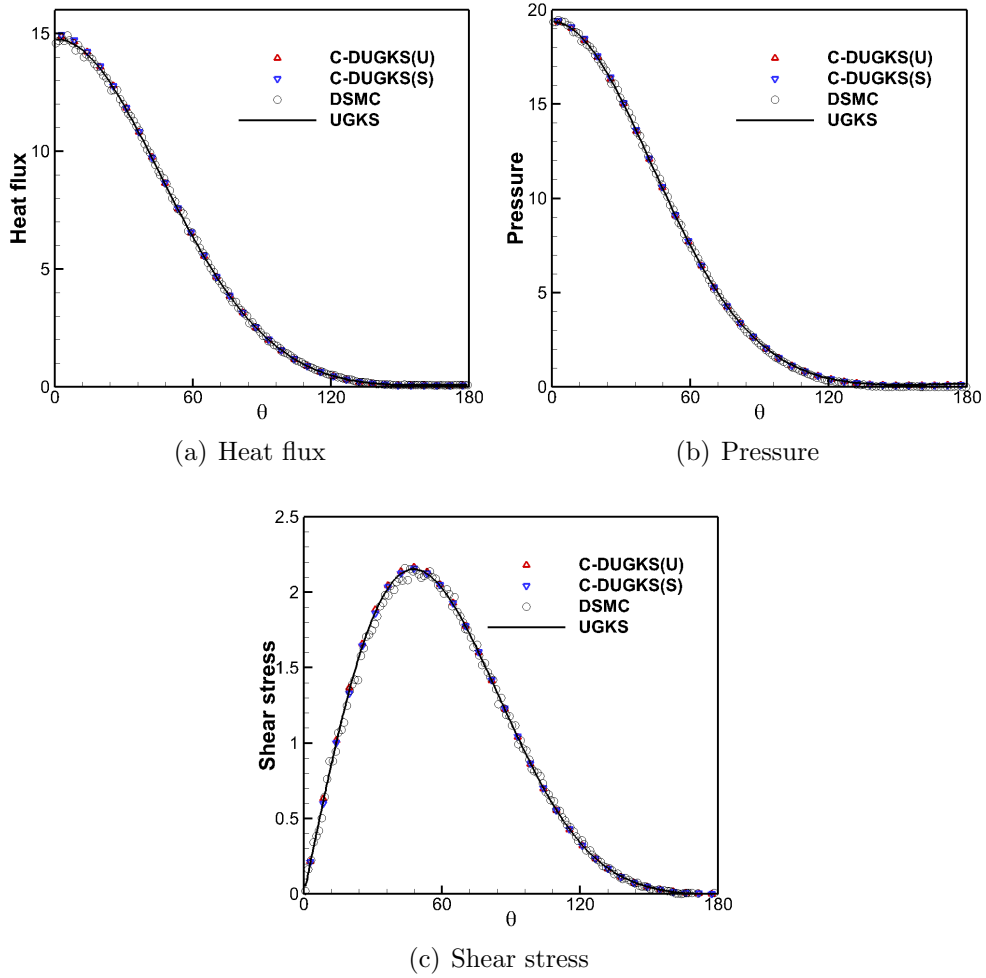 15
10
5
0
0
60
120
180
Heat flux
θ
C-DUGKS(U)
C-DUGKS(S)
DSMC
UGKS
(a) Heat flux
20
15
10
5
0
0
60
120
180
Pressure
θ
C-DUGKS(U)
C-DUGKS(S)
DSMC
UGKS
(b) Pressure
2.5
2
1.5
1
0.5
0
0
60
120
180
Shear stress
θ
C-DUGKS(U)
C-DUGKS(S)
DSMC
UGKS
(c) Shear stress